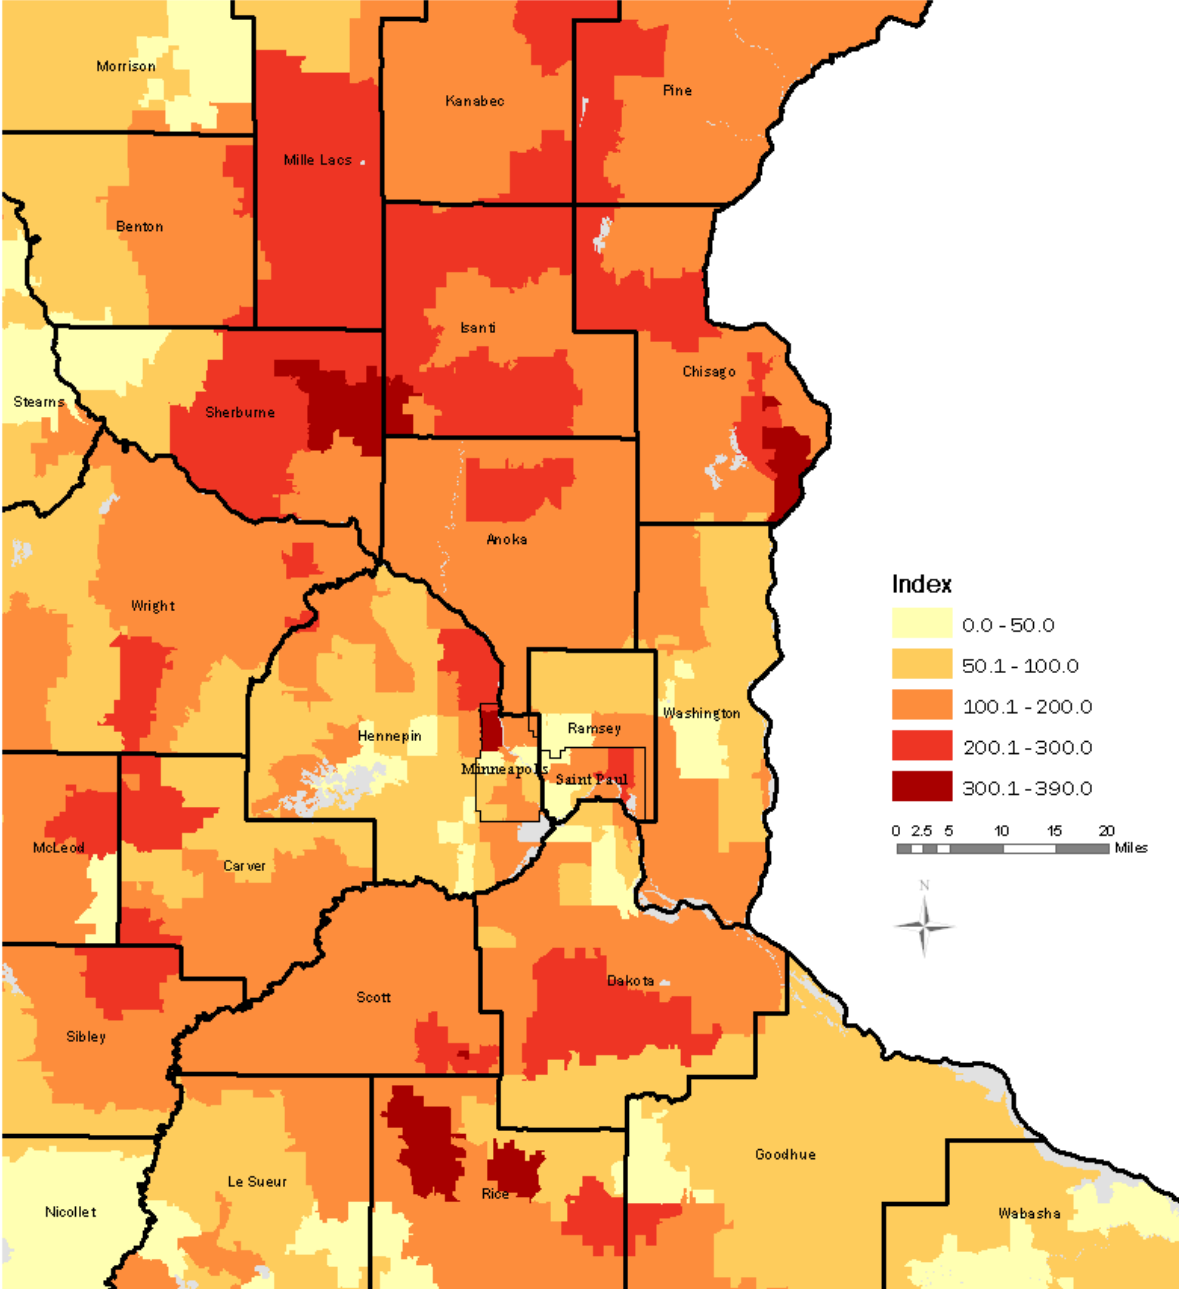 Morrison
Kanabec
Pine
Mille Lacs
Benton
Isanti
Chisago
Stearns
Sherburne
Anoka
Index
0.0 - 50.0
50.1 - 100.0
100.1 - 200.0
200.1 - 300.0
300.1 - 390.0
0 2.5 5 10 15 20
Miles
N
Wright
Washington
Ramsey
Hennepin
Minneapolis
Saint Paul
McLeod
Carver
Dakota
Scott
Sibley
Goodhue
Le Sueur
Rice
Nicollet
Wabasha